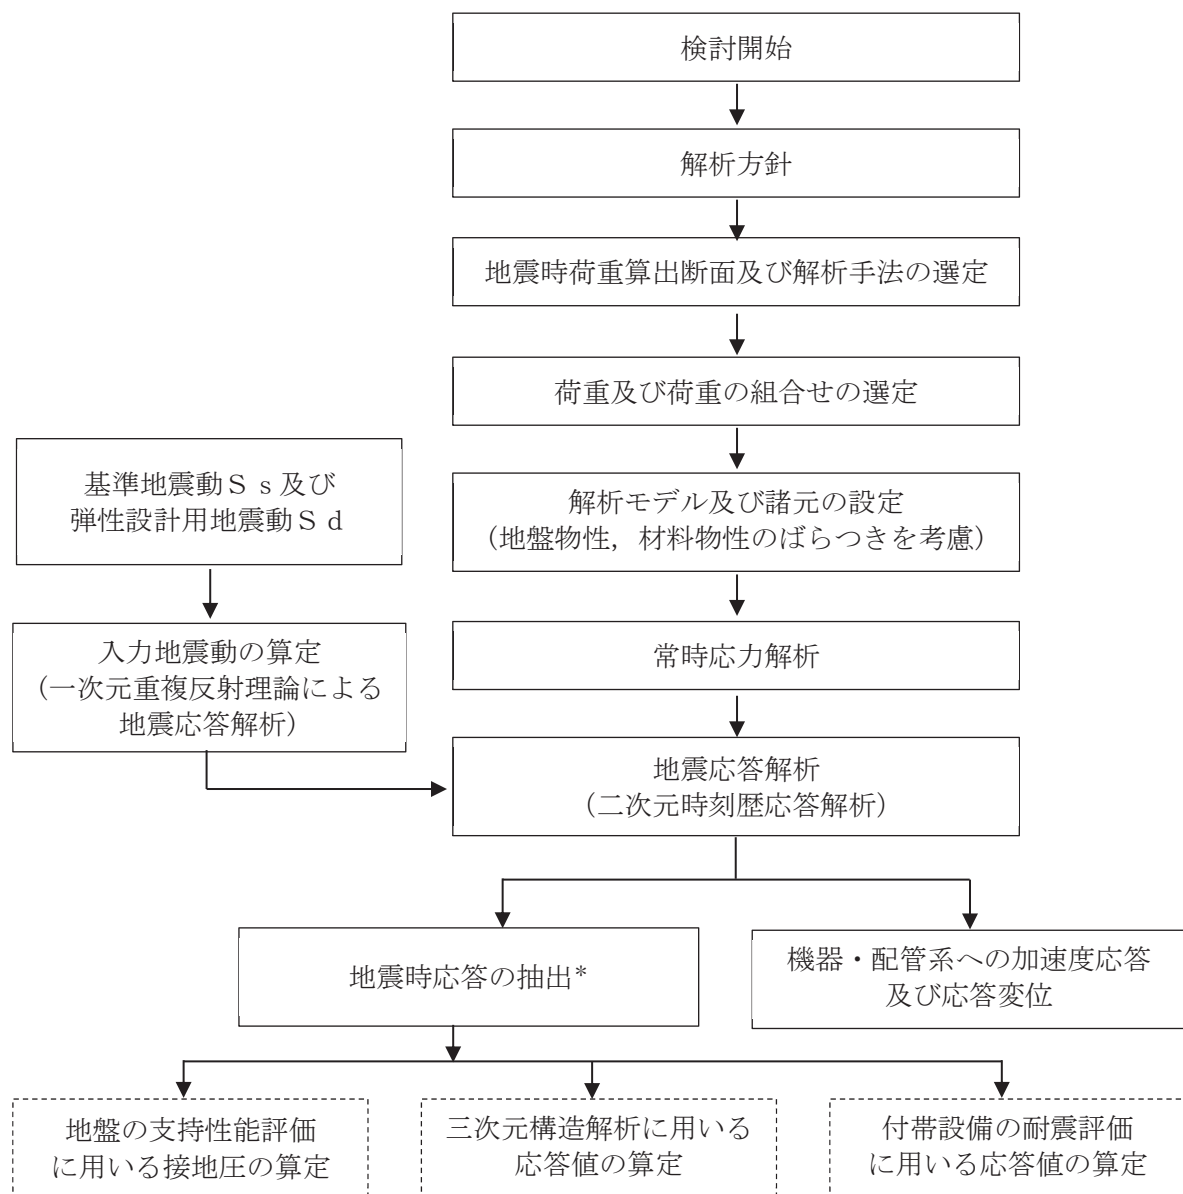 検討開始
解析方針
地震時荷重算出断面及び解析手法の選定
荷重及び荷重の組合せの選定
基準地震動Ｓｓ及び
弾性設計用地震動Ｓｄ
解析モデル及び諸元の設定
（地盤物性，材料物性のばらつきを考慮）
入力地震動の算定
（一次元重複反射理論による
地震応答解析）
常時応力解析
地震応答解析
（二次元時刻歴応答解析）
地震時応答の抽出*
機器・配管系への加速度応答
及び応答変位
地盤の支持性能評価
に用いる接地圧の算定
三次元構造解析に用いる
応答値の算定
付帯設備の耐震評価
に用いる応答値の算定